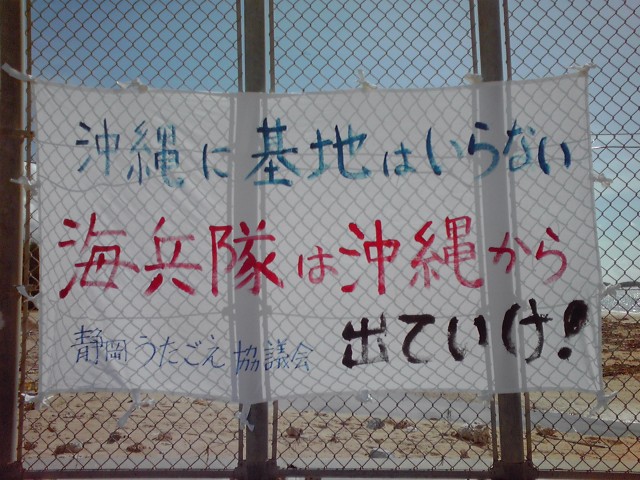 沖縄に基地はいらない
海兵隊は沖縄から
出ていけ!
静岡うたごえ協議会